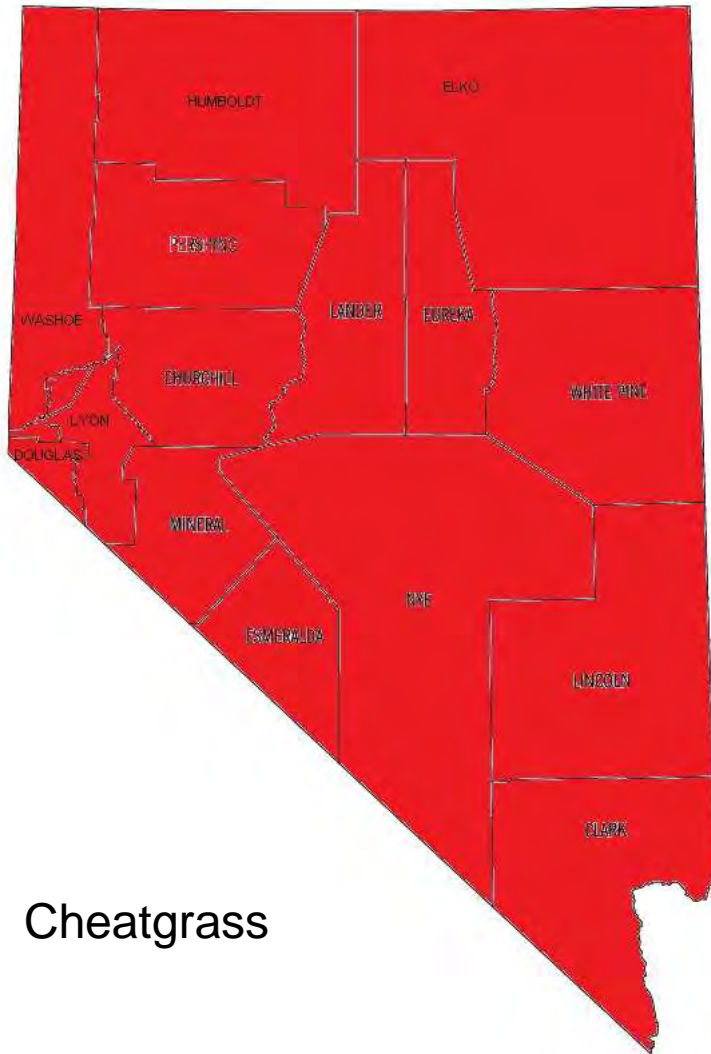 HUMBOLDT
ELKO
PERSHING
LANDER
EUREKA
WASHOE
CHURCHILL
WHITE PINE
LYON
DOUGLAS
MINERAL
NYE
ESMERALDA
LINCOLN
CLARK
Cheatgrass